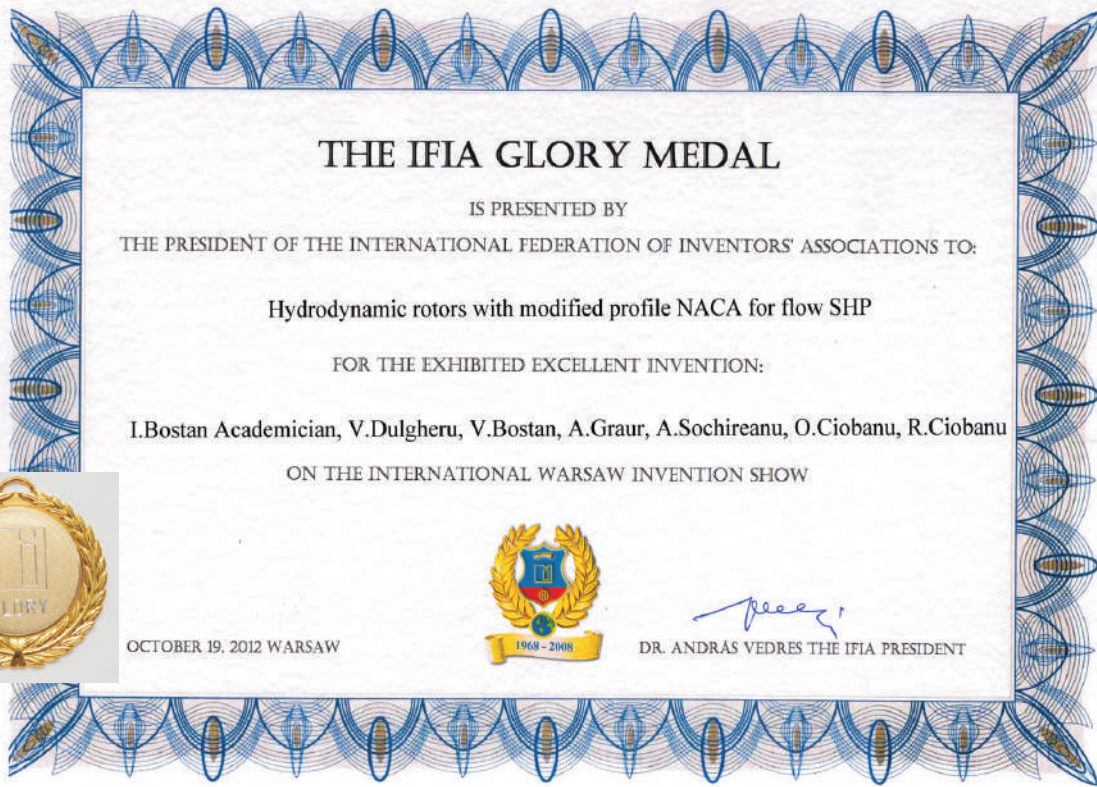 THE IFIA GLORY MEDAL
IS PRESENTED BY
THE PRESIDENT OF THE INTERNATIONAL FEDERATION OF INVENTORS' ASSOCIATIONS TO:
Hydrodynamic rotors with modified profile NACA for flow SHP
FOR THE EXHIBITED EXCELLENT INVENTION:
I.Bostan Academician, V.Dulgheru, V.Bostan, A.Graur, A.Sochireanu, O.Ciobanu, R.Ciobanu
ON THE INTERNATIONAL WARSAW INVENTION SHOW
LORY
1968 - 2008
OCTOBER 19. 2012 WARSAW
DR. ANDRÁS VEDRES THE IFIA PRESIDENT